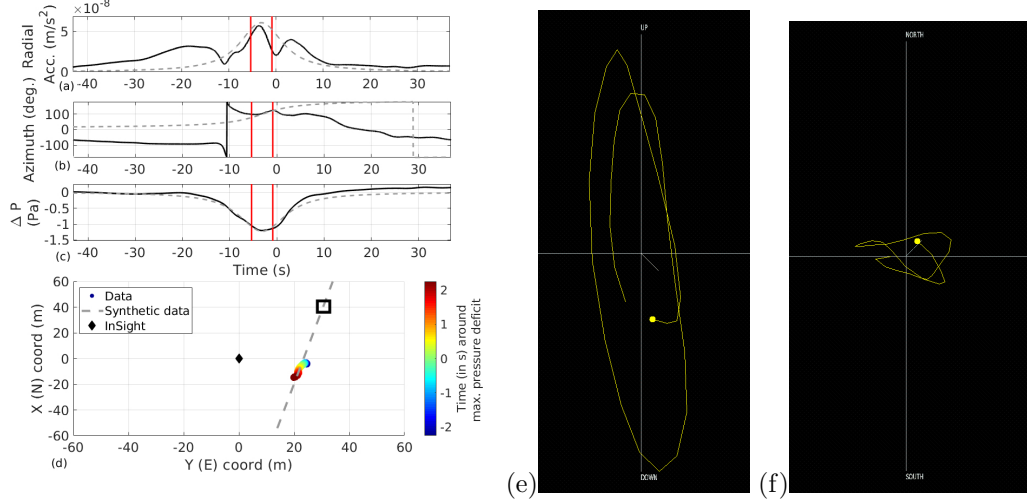 ×10⁻⁸
Radial
Acc. (m/s²)
5
0
-40 -30 -20 -10 0 10 20 30
(a)
Azimuth (deg.)
100
0
-100
-40 -30 -20 -10 0 10 20 30
(b)
Δ P
(Pa)
0
-0.5
-1
-1.5
-40 -30 -20 -10 0 10 20 30
(c)
Time (s)
X (N) coord (m)
60
40
20
0
-20
-40
-60
Data
Synthetic data
InSight
-60 -40 -20 0 20 40 60
(d)
Y (E) coord (m)
2
1
0
-1
-2
Time (in s) around
max. pressure deficit
UP
DOWN
(e)
NORTH
SOUTH
(f)